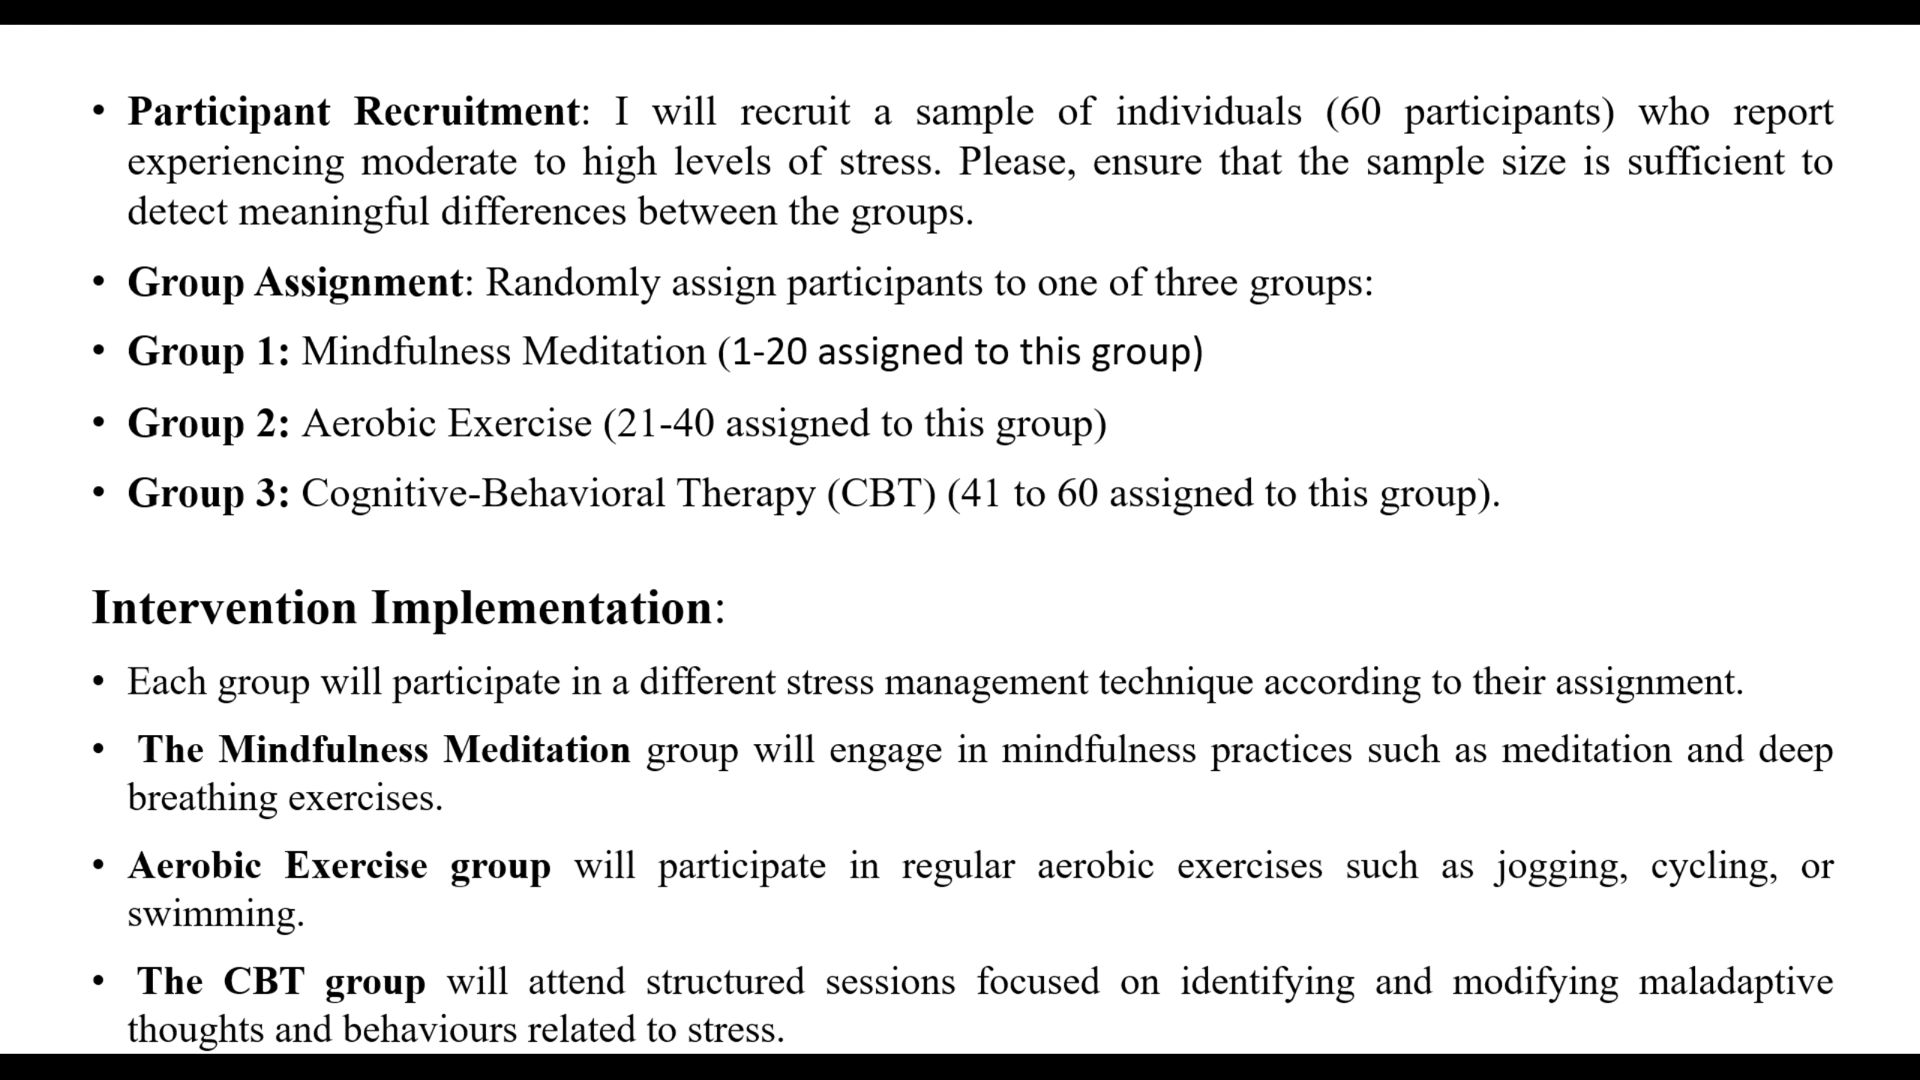 • Participant Recruitment: I will recruit a sample of individuals (60 participants) who report
experiencing moderate to high levels of stress. Please, ensure that the sample size is sufficient to
detect meaningful differences between the groups.
• Group Assignment: Randomly assign participants to one of three groups:
• Group 1: Mindfulness Meditation (1-20 assigned to this group)
• Group 2: Aerobic Exercise (21-40 assigned to this group)
• Group 3: Cognitive-Behavioral Therapy (CBT) (41 to 60 assigned to this group).
Intervention Implementation:
• Each group will participate in a different stress management technique according to their assignment.
• The Mindfulness Meditation group will engage in mindfulness practices such as meditation and deep
breathing exercises.
• Aerobic Exercise group will participate in regular aerobic exercises such as jogging, cycling, or
swimming.
• The CBT group will attend structured sessions focused on identifying and modifying maladaptive
thoughts and behaviours related to stress.